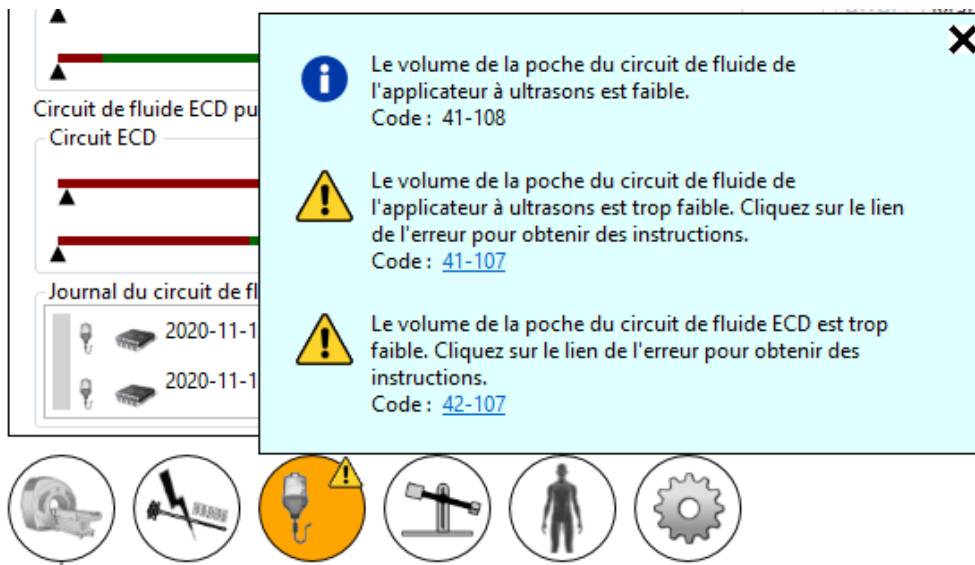 Circuit de fluide ECD pu
Circuit ECD
Journal du circuit de fl
2020-11-1
2020-11-1
Le volume de la poche du circuit de fluide de
l'applicateur à ultrasons est faible.
Code : 41-108
Le volume de la poche du circuit de fluide de
l'applicateur à ultrasons est trop faible. Cliquez sur le lien
de l'erreur pour obtenir des instructions.
Code : 41-107
Le volume de la poche du circuit de fluide ECD est trop
faible. Cliquez sur le lien de l'erreur pour obtenir des
instructions.
Code : 42-107